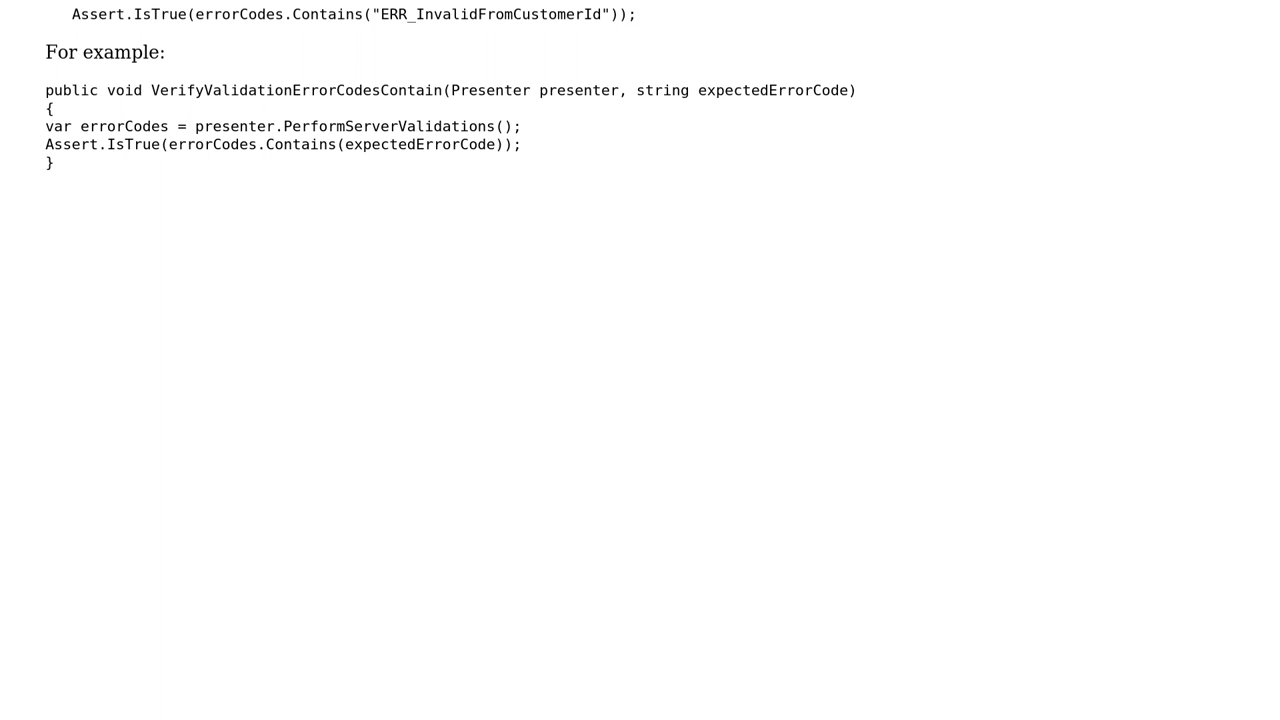 Assert.IsTrue(errorCodes.Contains("ERR_InvalidFromCustomerId"));
For example:
public void VerifyValidationErrorCodesContain(Presenter presenter, string expectedErrorCode)
{
var errorCodes = presenter.PerformServerValidations();
Assert.IsTrue(errorCodes.Contains(expectedErrorCode));
}